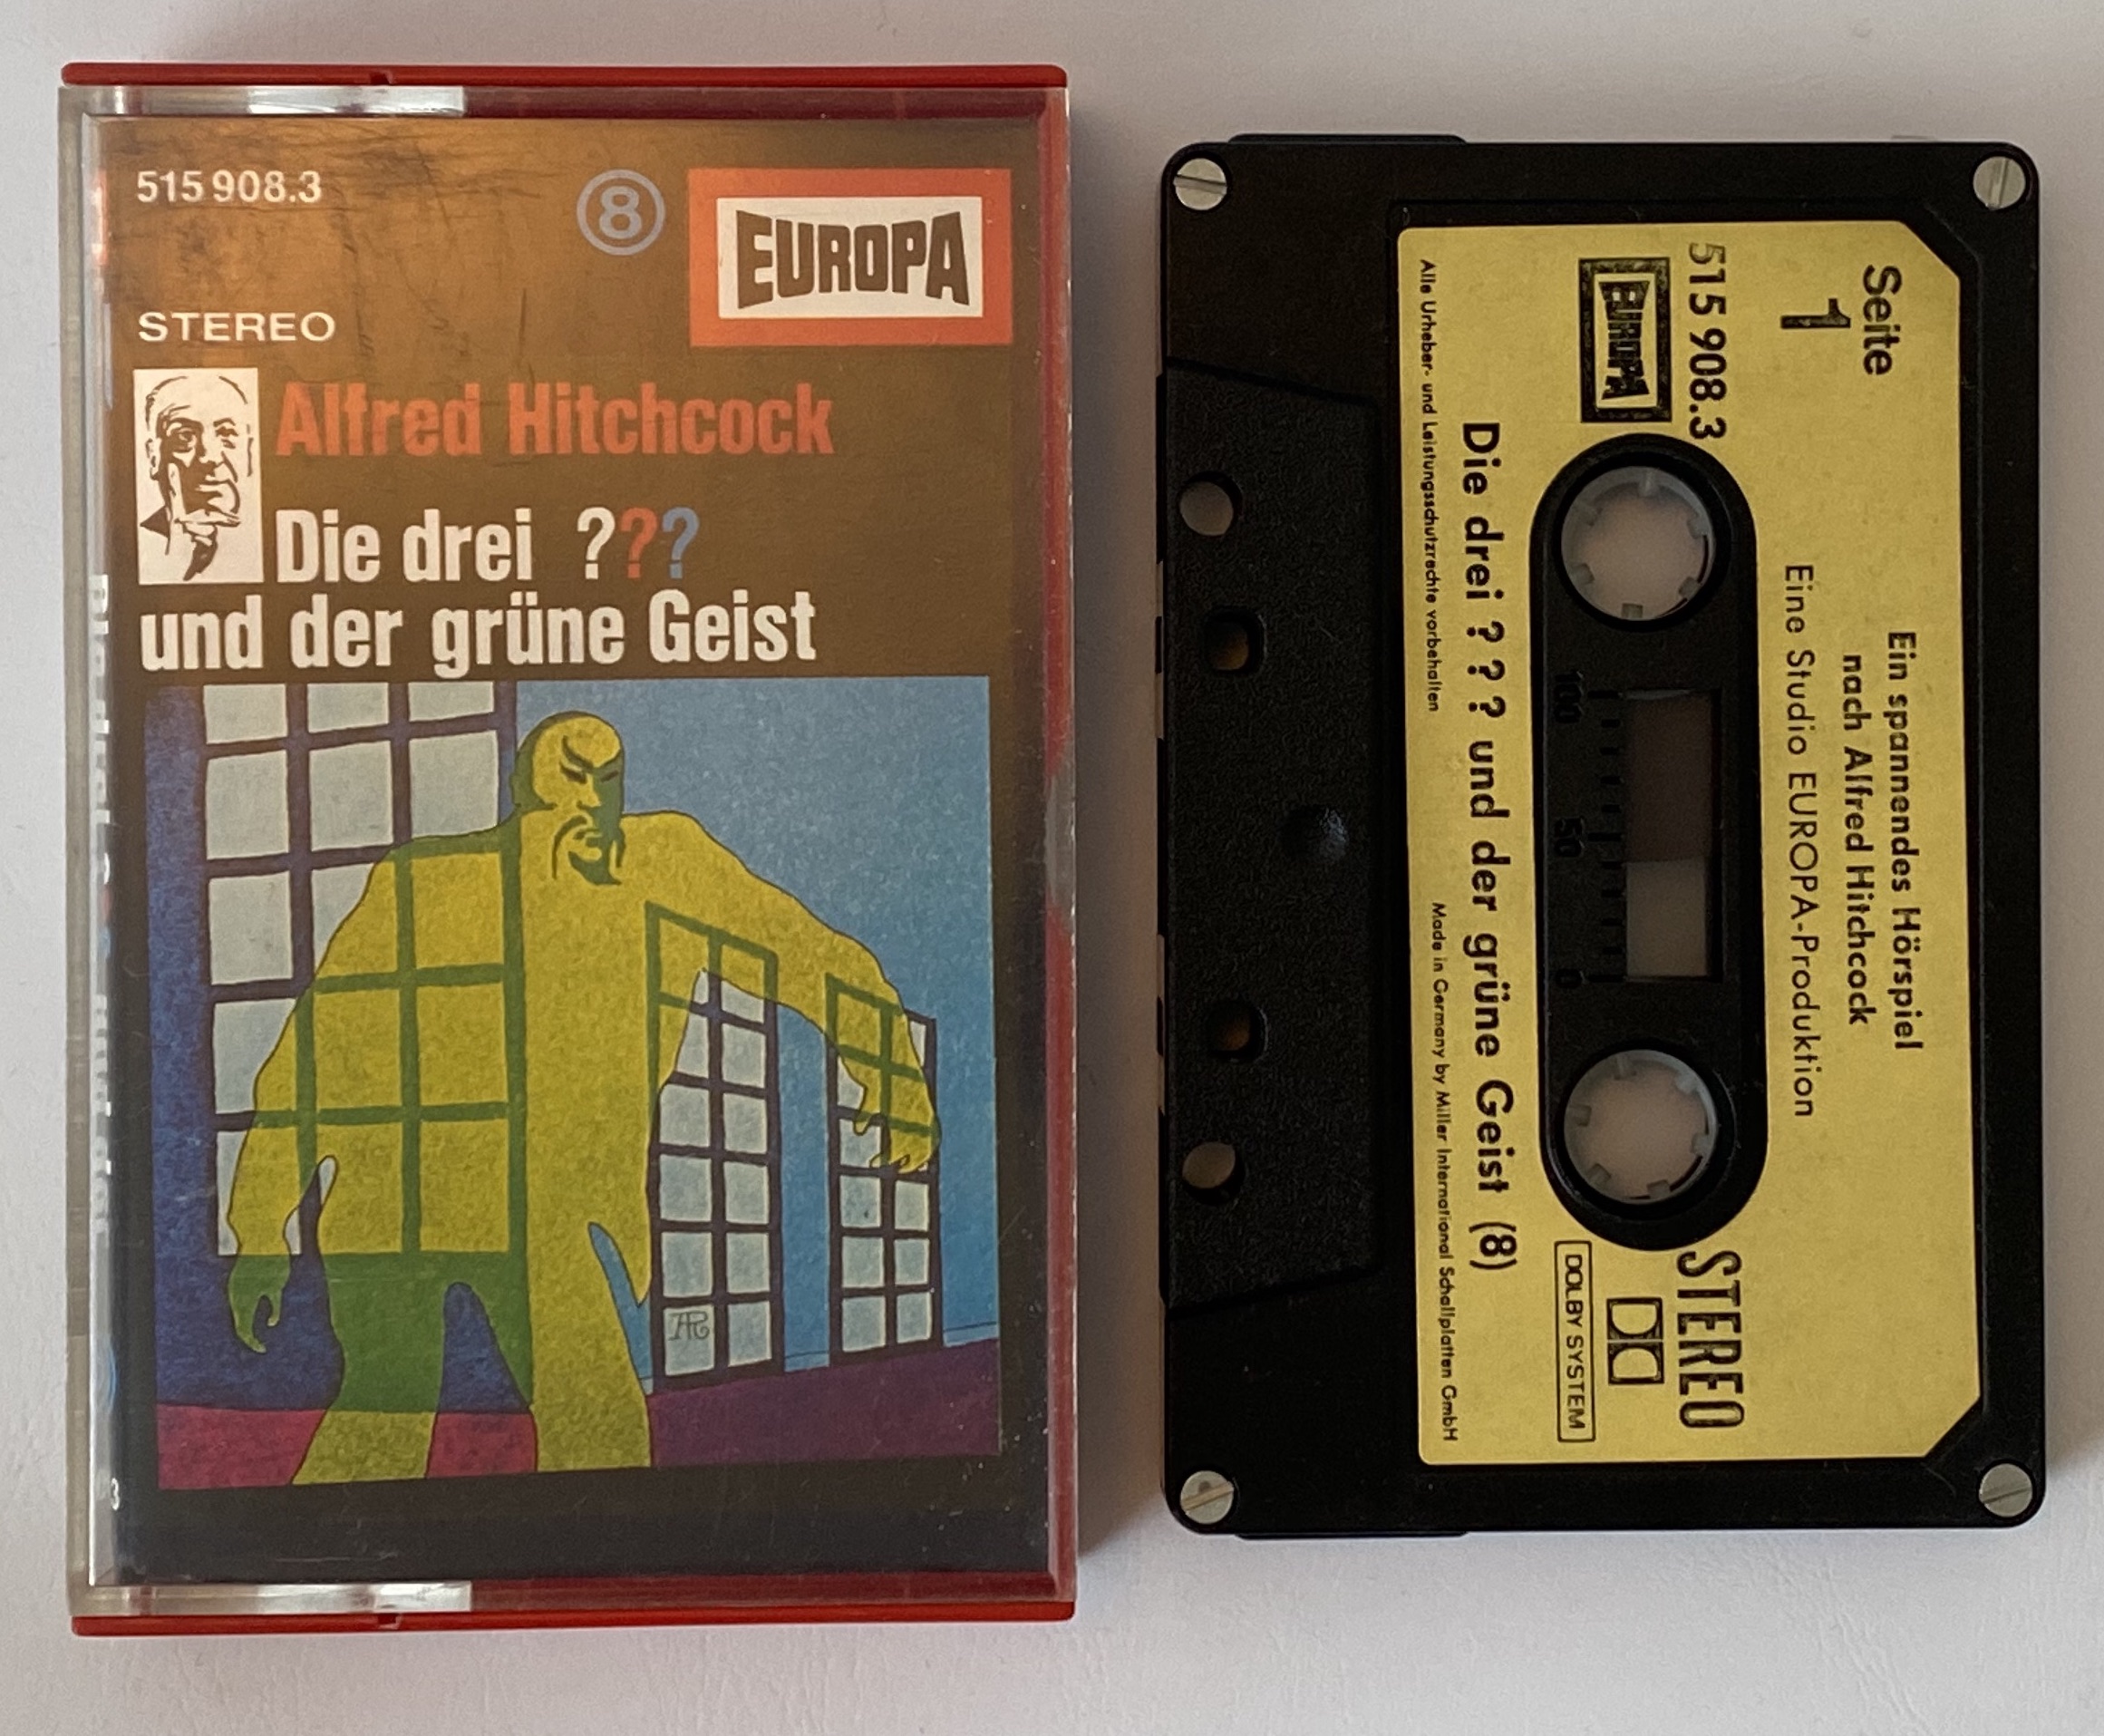 515 908.3
8
EUROPA
STEREO
Alfred Hitchcock
Die drei ???
und der grüne Geist
AR
3
Seite
1
515 908.3
EUROPA
Ein spannendes Hörspiel
nach Alfred Hitchcock
Eine Studio EUROPA-Produktion
100 50 0
STEREO
DOLBY SYSTEM
Die drei ? ? ? und der grüne Geist (8)
Alle Urheber- und Leistungsschutzrechte vorbehalten
Made in Germany by Miller International Schallplatten GmbH